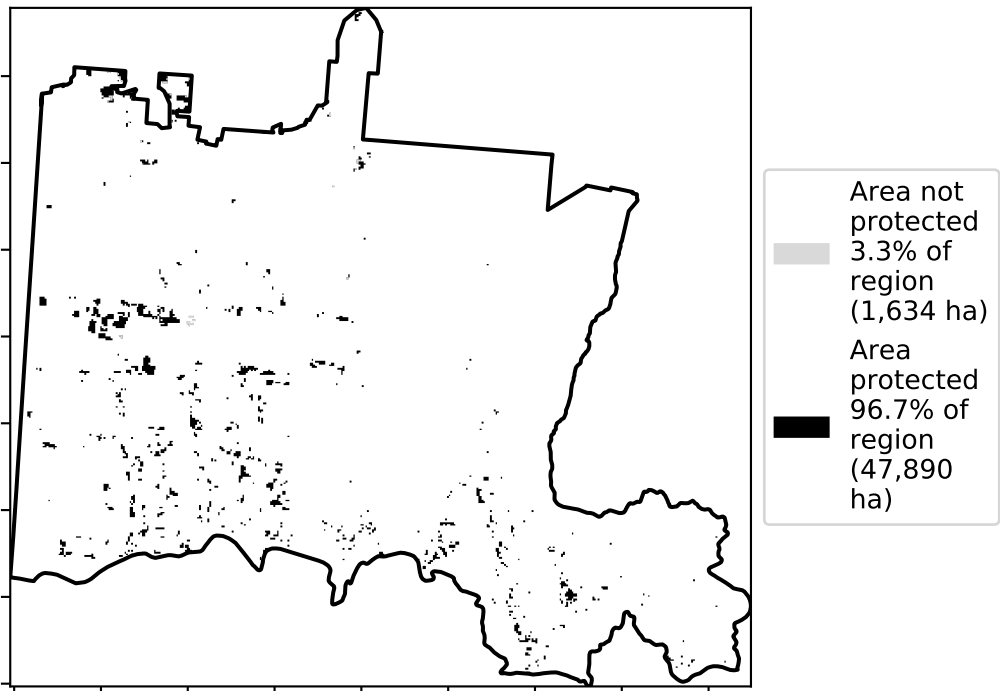 Area not
protected
3.3% of
region
(1,634 ha)
Area
protected
96.7% of
region
(47,890
ha)